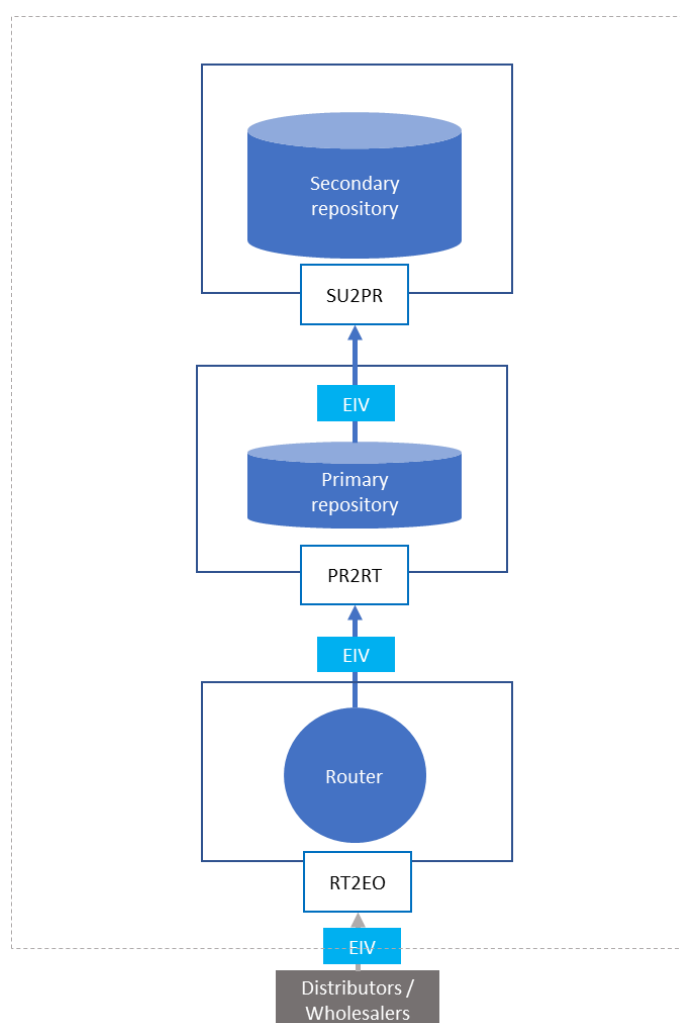 Secondary
repository
SU2PR
EIV
Primary
repository
PR2RT
EIV
Router
RT2EO
EIV
Distributors /
Wholesalers